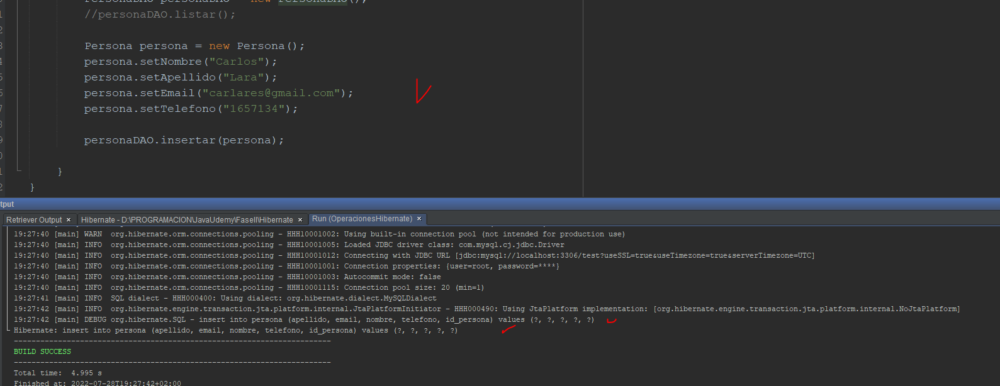 PersonaDAO personaDAO = new PersonaDAO();
//personaDAO.listar();
Persona persona = new Persona();
persona.setNombre("Carlos");
persona.setApellido("Lara");
persona.setEmail("carlares@gmail.com");
persona.setTelefono("1657134");
personaDAO.insertar(persona);
}
}
tput
Retriever Output × Hibernate - D:\PROGRAMACION\JavaUdemy\FaseII\Hibernate × Run (OperacionesHibernate) ×
19:27:40 [main] WARN  org.hibernate.orm.connections.pooling - HHH10001002: Using built-in connection pool (not intended for production use)
19:27:40 [main] INFO  org.hibernate.orm.connections.pooling - HHH10001005: Loaded JDBC driver class: com.mysql.cj.jdbc.Driver
19:27:40 [main] INFO  org.hibernate.orm.connections.pooling - HHH10001012: Connecting with JDBC URL [jdbc:mysql://localhost:3306/test?useSSL=true&useTimezone=true&serverTimezone=UTC]
19:27:40 [main] INFO  org.hibernate.orm.connections.pooling - HHH10001001: Connection properties: {user=root, password=****}
19:27:40 [main] INFO  org.hibernate.orm.connections.pooling - HHH10001003: Autocommit mode: false
19:27:40 [main] INFO  org.hibernate.orm.connections.pooling - HHH10001115: Connection pool size: 20 (min=1)
19:27:41 [main] INFO  SQL dialect - HHH000400: Using dialect: org.hibernate.dialect.MySQLDialect
19:27:42 [main] INFO  org.hibernate.engine.transaction.jta.platform.internal.JtaPlatformInitiator - HHH000490: Using JtaPlatform implementation: [org.hibernate.engine.transaction.jta.platform.internal.NoJtaPlatform]
19:27:42 [main] DEBUG org.hibernate.SQL - insert into persona (apellido, email, nombre, telefono, id_persona) values (?, ?, ?, ?, ?)
Hibernate: insert into persona (apellido, email, nombre, telefono, id_persona) values (?, ?, ?, ?, ?)
------------------------------------------------------------------------
BUILD SUCCESS
------------------------------------------------------------------------
Total time:  4.995 s
Finished at: 2022-07-28T19:27:42+02:00